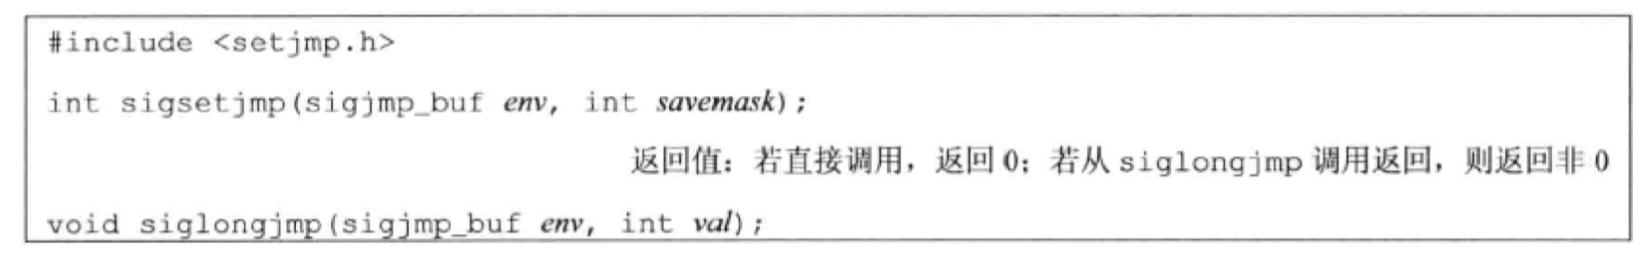 #include <setjmp.h>
int sigsetjmp(sigjmp_buf env, int savemask);
返回值：若直接调用，返回 0；若从 siglongjmp 调用返回，则返回非 0
void siglongjmp(sigjmp_buf env, int val);